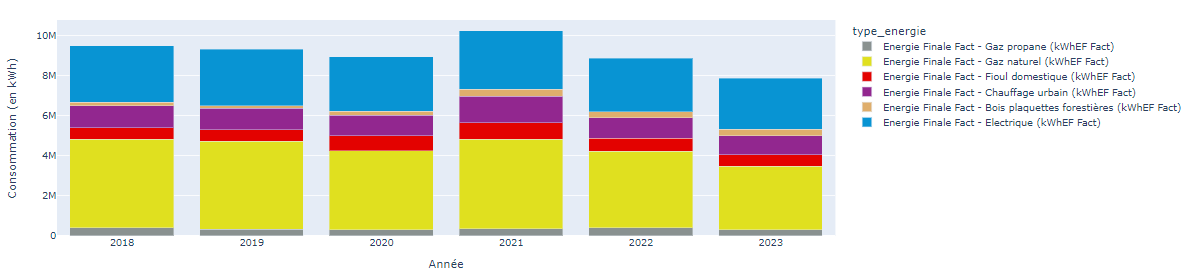 Consommation (en kWh)
10M
8M
6M
4M
2M
0
2018
2019
2020
2021
2022
2023
Année
type_energie
Energie Finale Fact - Gaz propane (kWhEF Fact)
Energie Finale Fact - Gaz naturel (kWhEF Fact)
Energie Finale Fact - Fioul domestique (kWhEF Fact)
Energie Finale Fact - Chauffage urbain (kWhEF Fact)
Energie Finale Fact - Bois plaquettes forestières (kWhEF Fact)
Energie Finale Fact - Electrique (kWhEF Fact)